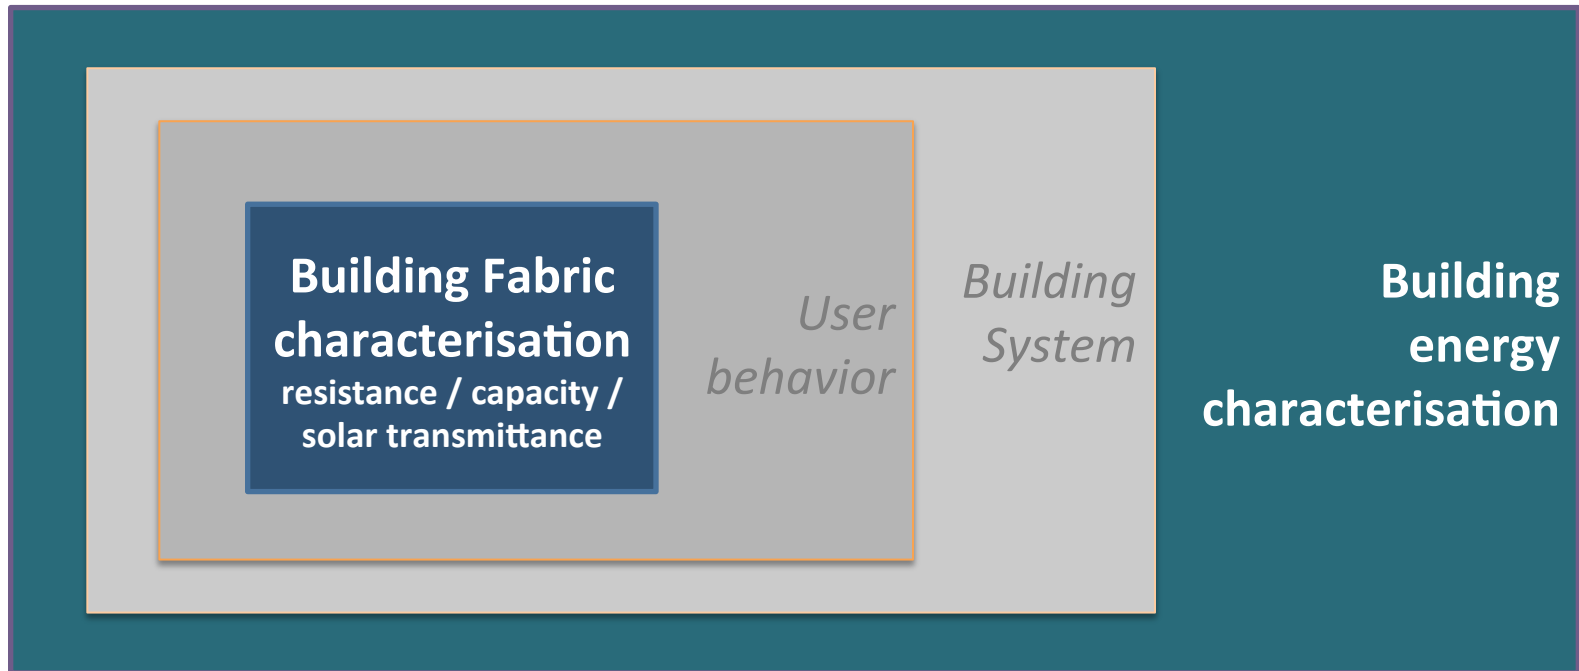 Building Fabric
characterisation
resistance / capacity /
solar transmittance
User
behavior
Building
System
Building
energy
characterisation